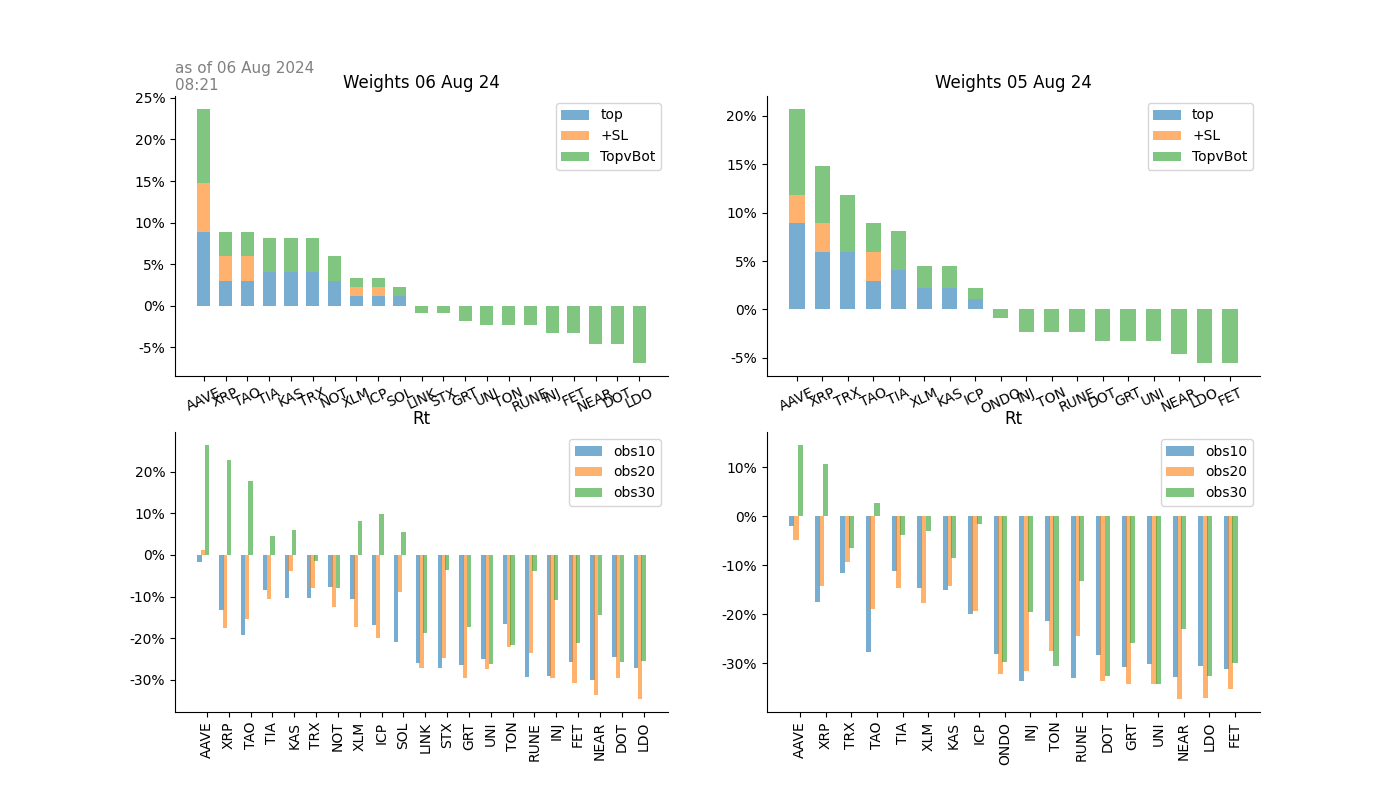 as of 06 Aug 2024
08:21
Weights 06 Aug 24
25%
20%
15%
10%
5%
0%
-5%
top
+SL
TopvBot
AAVE XRP TAO TIA KAS TRX NOT XLM ICP SOL LINK STX GRT UNI TON RUNE INJ FET NEAR DOT LDO
Weights 05 Aug 24
20%
15%
10%
5%
0%
-5%
top
+SL
TopvBot
AAVE XRP TRX TAO TIA XLM KAS ICP ONDO INJ TON RUNE DOT GRT UNI NEAR LDO FET
Rt
20%
10%
0%
-10%
-20%
-30%
obs10
obs20
obs30
AAVE XRP TAO TIA KAS TRX NOT XLM ICP SOL LINK STX GRT UNI TON RUNE INJ FET NEAR DOT LDO
Rt
10%
0%
-10%
-20%
-30%
obs10
obs20
obs30
AAVE XRP TRX TAO TIA XLM KAS ICP ONDO INJ TON RUNE DOT GRT UNI NEAR LDO FET